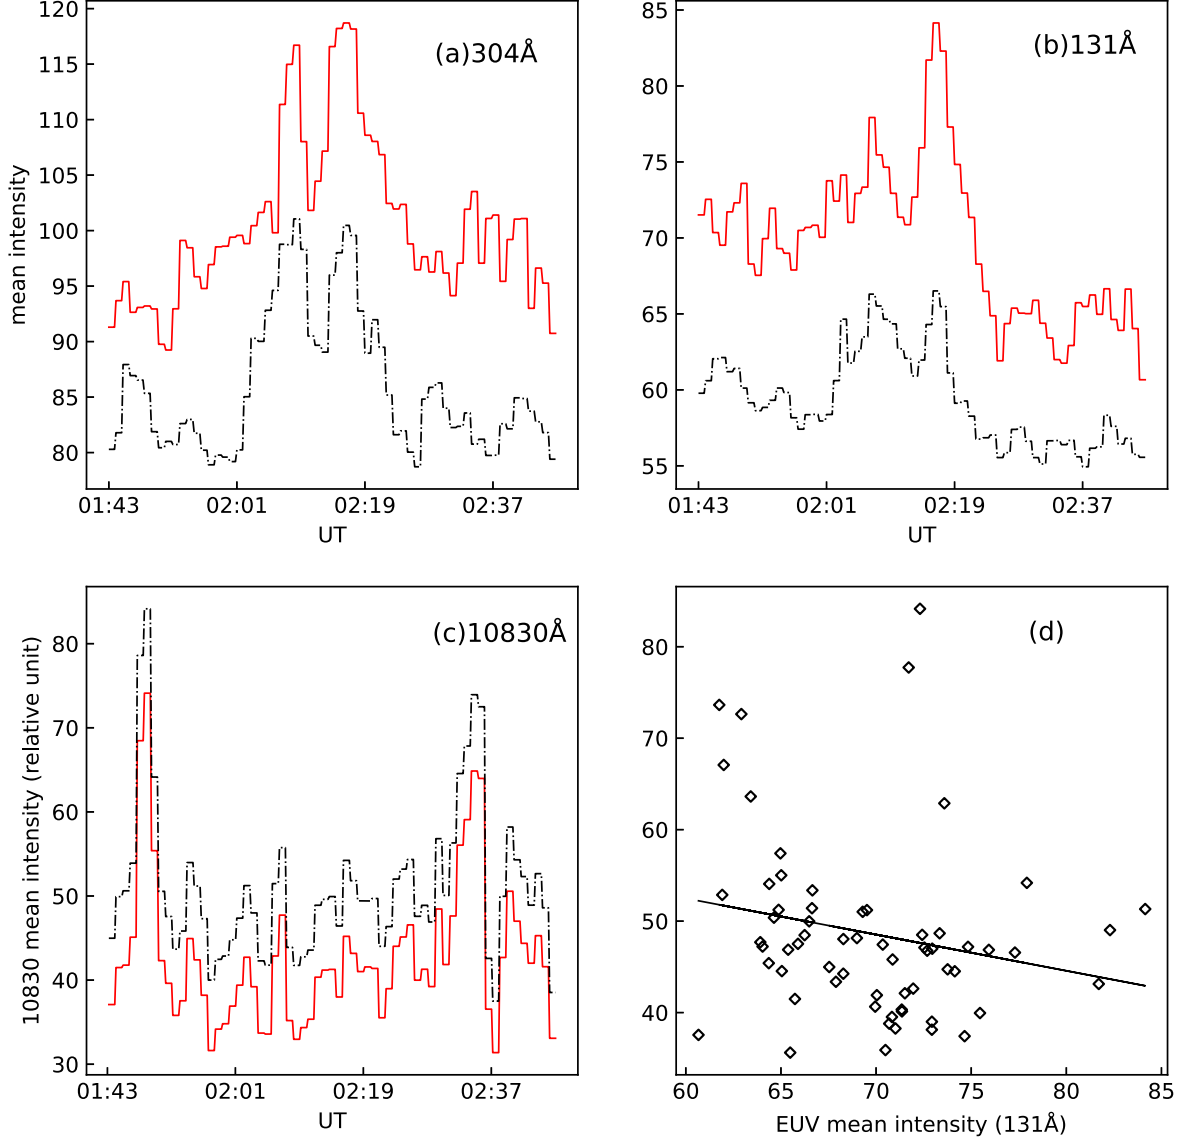 (a)304Å
mean intensity
120
115
110
105
100
95
90
85
80
01:43 02:01 02:19 02:37
UT
(b)131Å
85
80
75
70
65
60
55
01:43 02:01 02:19 02:37
UT
(c)10830Å
10830 mean intensity (relative unit)
80
70
60
50
40
30
01:43 02:01 02:19 02:37
UT
(d)
80
70
60
50
40
60 65 70 75 80 85
EUV mean intensity (131Å)